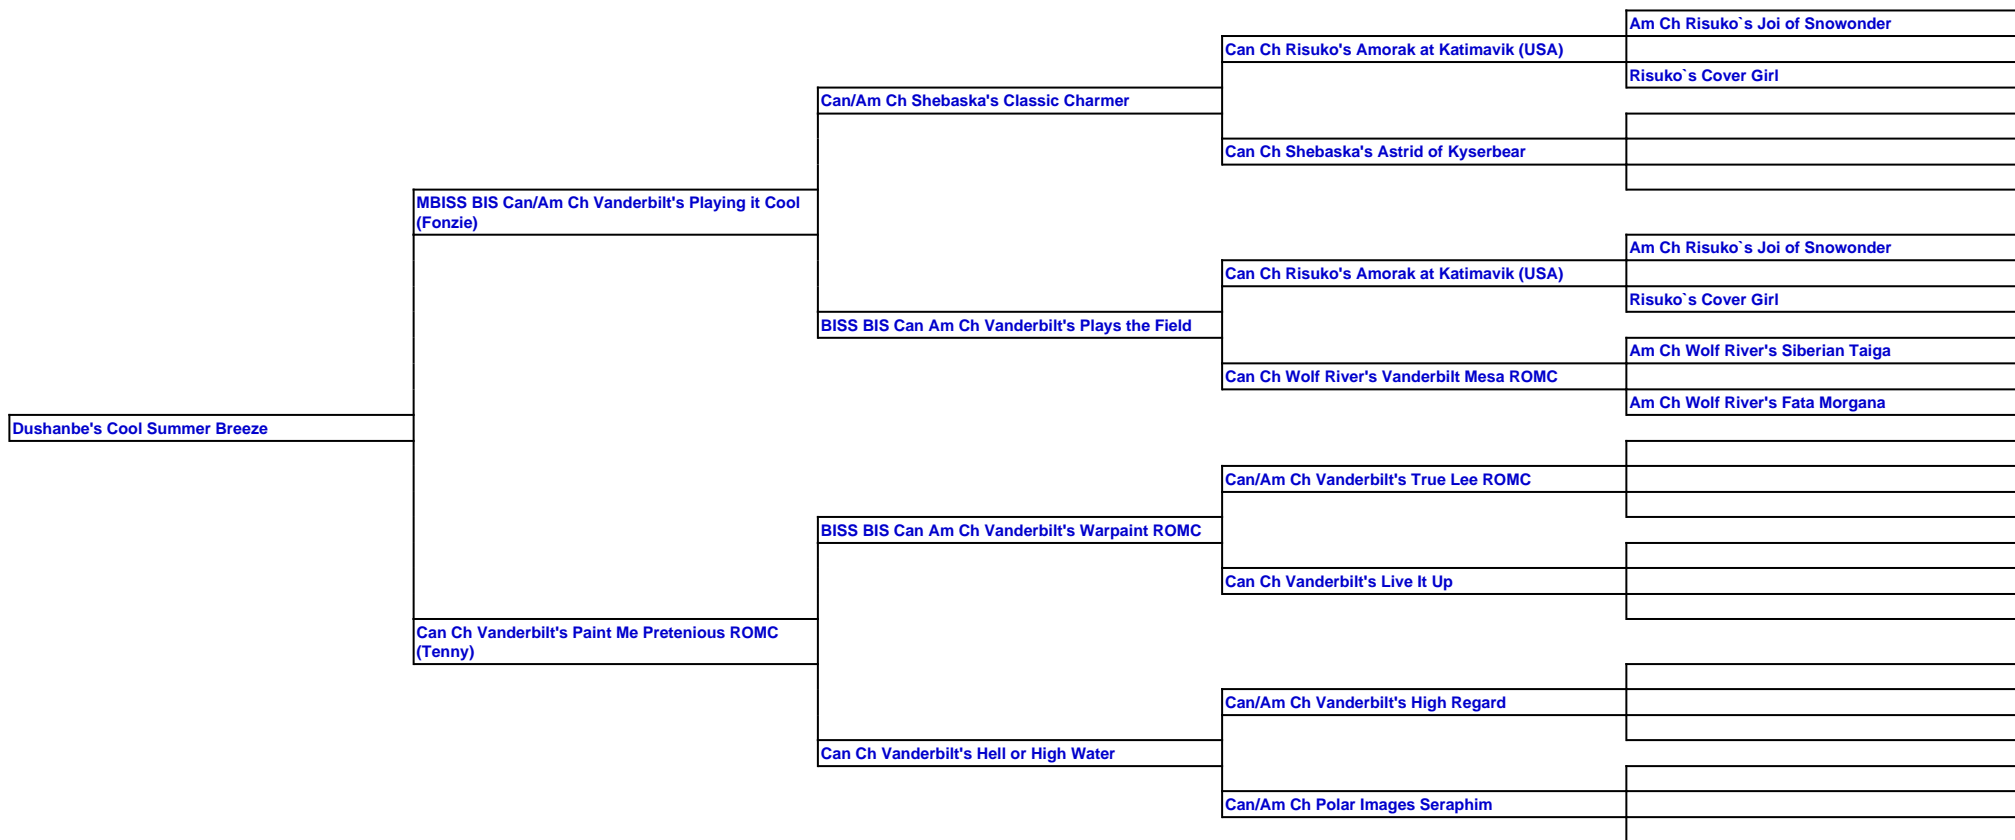 Am Ch Risuko`s Joi of Snowonder
Can Ch Risuko's Amorak at Katimavik (USA)
Risuko`s Cover Girl
Can/Am Ch Shebaska's Classic Charmer
Can Ch Shebaska's Astrid of Kyserbear
MBISS BIS Can/Am Ch Vanderbilt's Playing it Cool
(Fonzie)
Am Ch Risuko`s Joi of Snowonder
Can Ch Risuko's Amorak at Katimavik (USA)
Risuko`s Cover Girl
BISS BIS Can Am Ch Vanderbilt's Plays the Field
Am Ch Wolf River's Siberian Taiga
Can Ch Wolf River's Vanderbilt Mesa ROMC
Am Ch Wolf River's Fata Morgana
Dushanbe's Cool Summer Breeze
Can/Am Ch Vanderbilt's True Lee ROMC
BISS BIS Can Am Ch Vanderbilt's Warpaint ROMC
Can Ch Vanderbilt's Live It Up
Can Ch Vanderbilt's Paint Me Pretenious ROMC
(Tenny)
Can/Am Ch Vanderbilt's High Regard
Can Ch Vanderbilt's Hell or High Water
Can/Am Ch Polar Images Seraphim